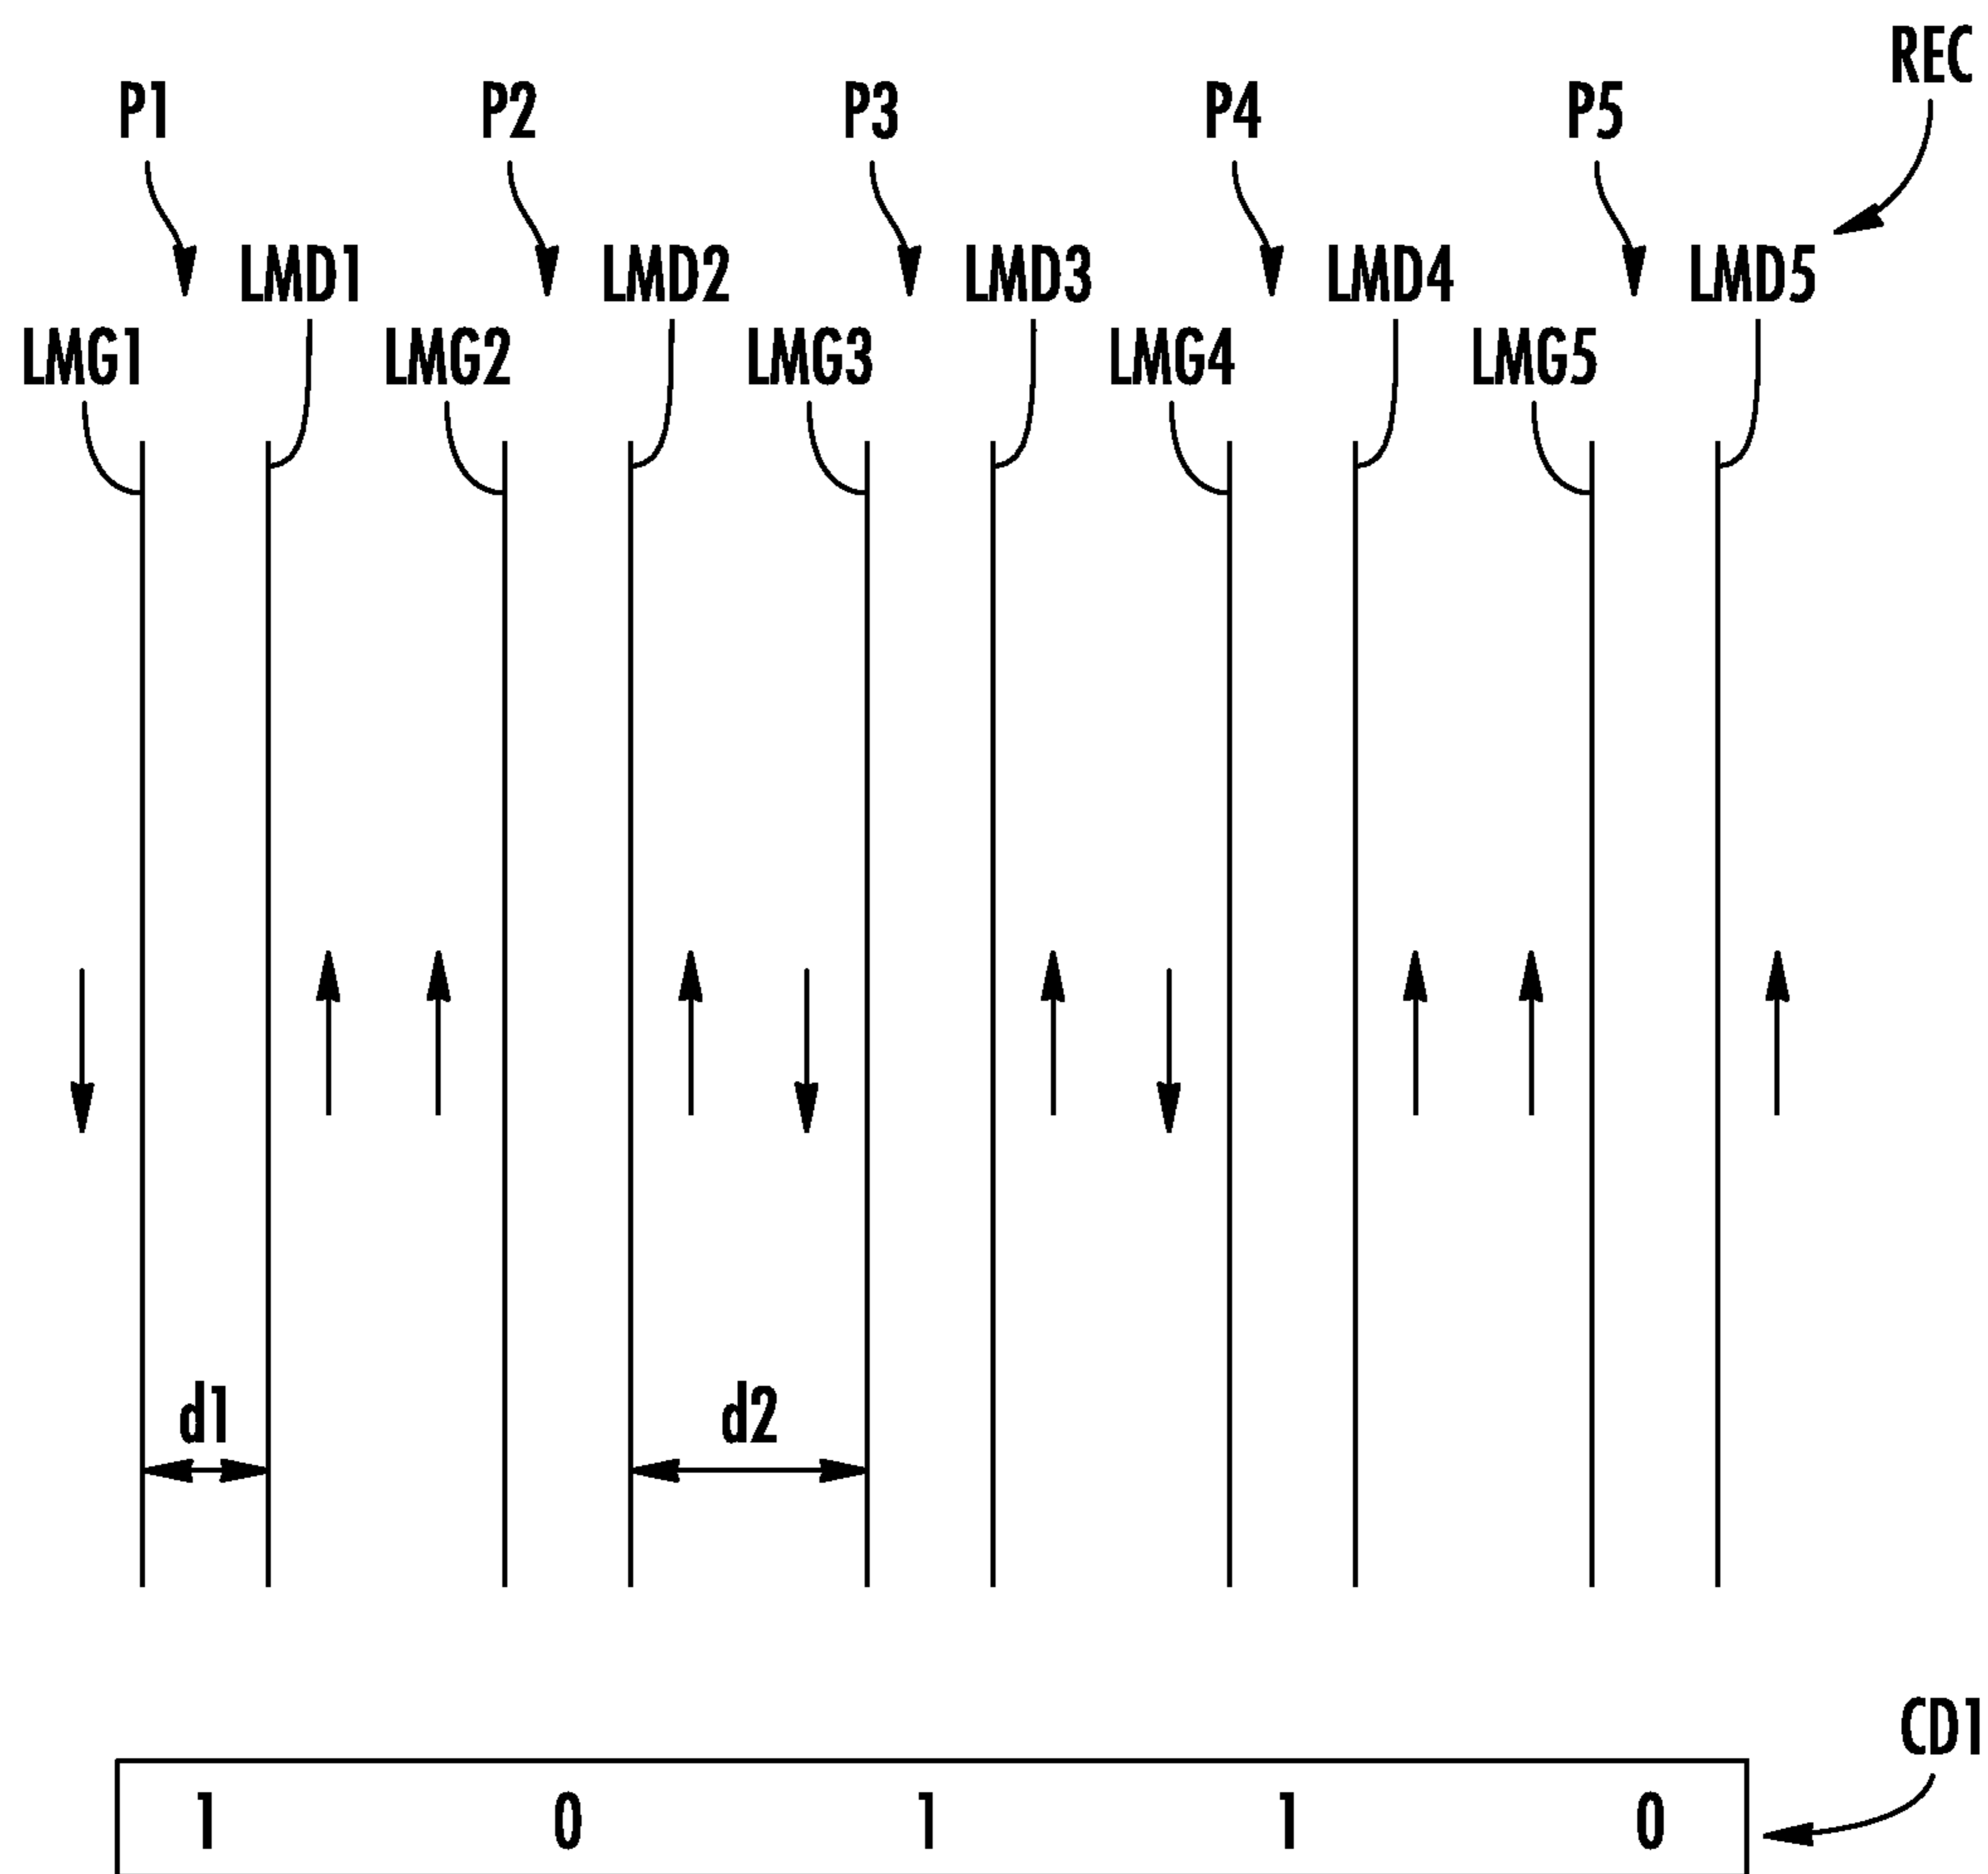 REC
P1 P2 P3 P4 P5
LMD1 LMD2 LMD3 LMD4 LMD5
LMG1 LMG2 LMG3 LMG4 LMG5
d1 d2
CD1
1 0 1 1 0